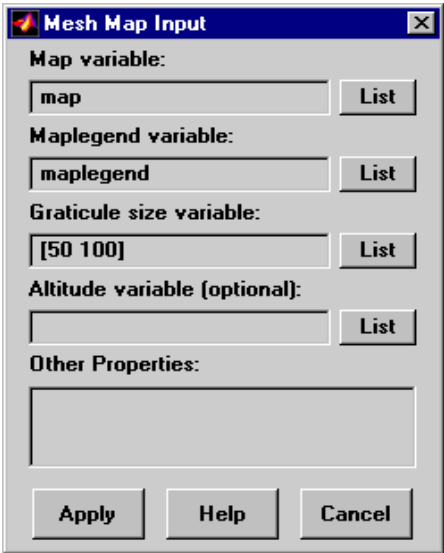 Mesh Map Input
Map variable:
map List
Maplegend variable:
maplegend List
Graticule size variable:
[50 100] List
Altitude variable (optional):
List
Other Properties:
Apply Help Cancel